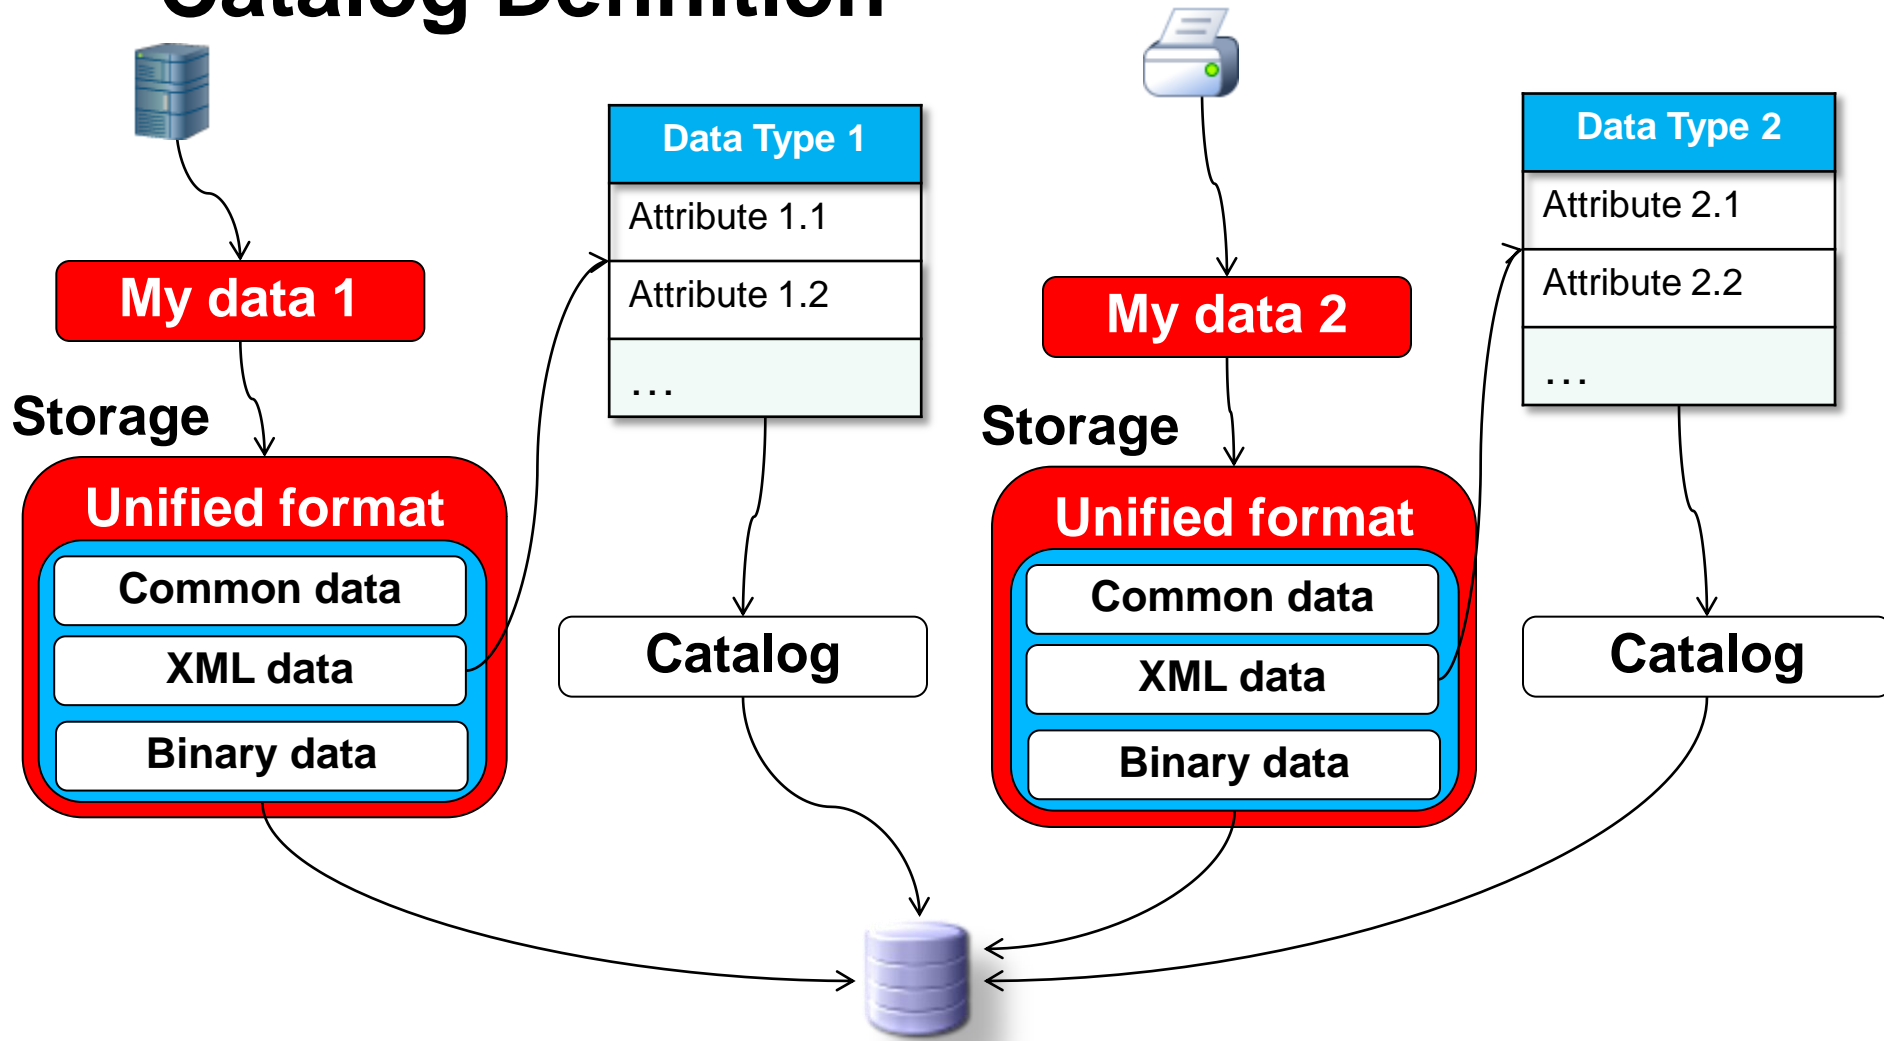 Catalog Definition
Data Type 1
Attribute 1.1
Attribute 1.2
...
My data 1
Storage
Unified format
Common data
XML data
Binary data
Catalog
Data Type 2
Attribute 2.1
Attribute 2.2
...
My data 2
Storage
Unified format
Common data
XML data
Binary data
Catalog